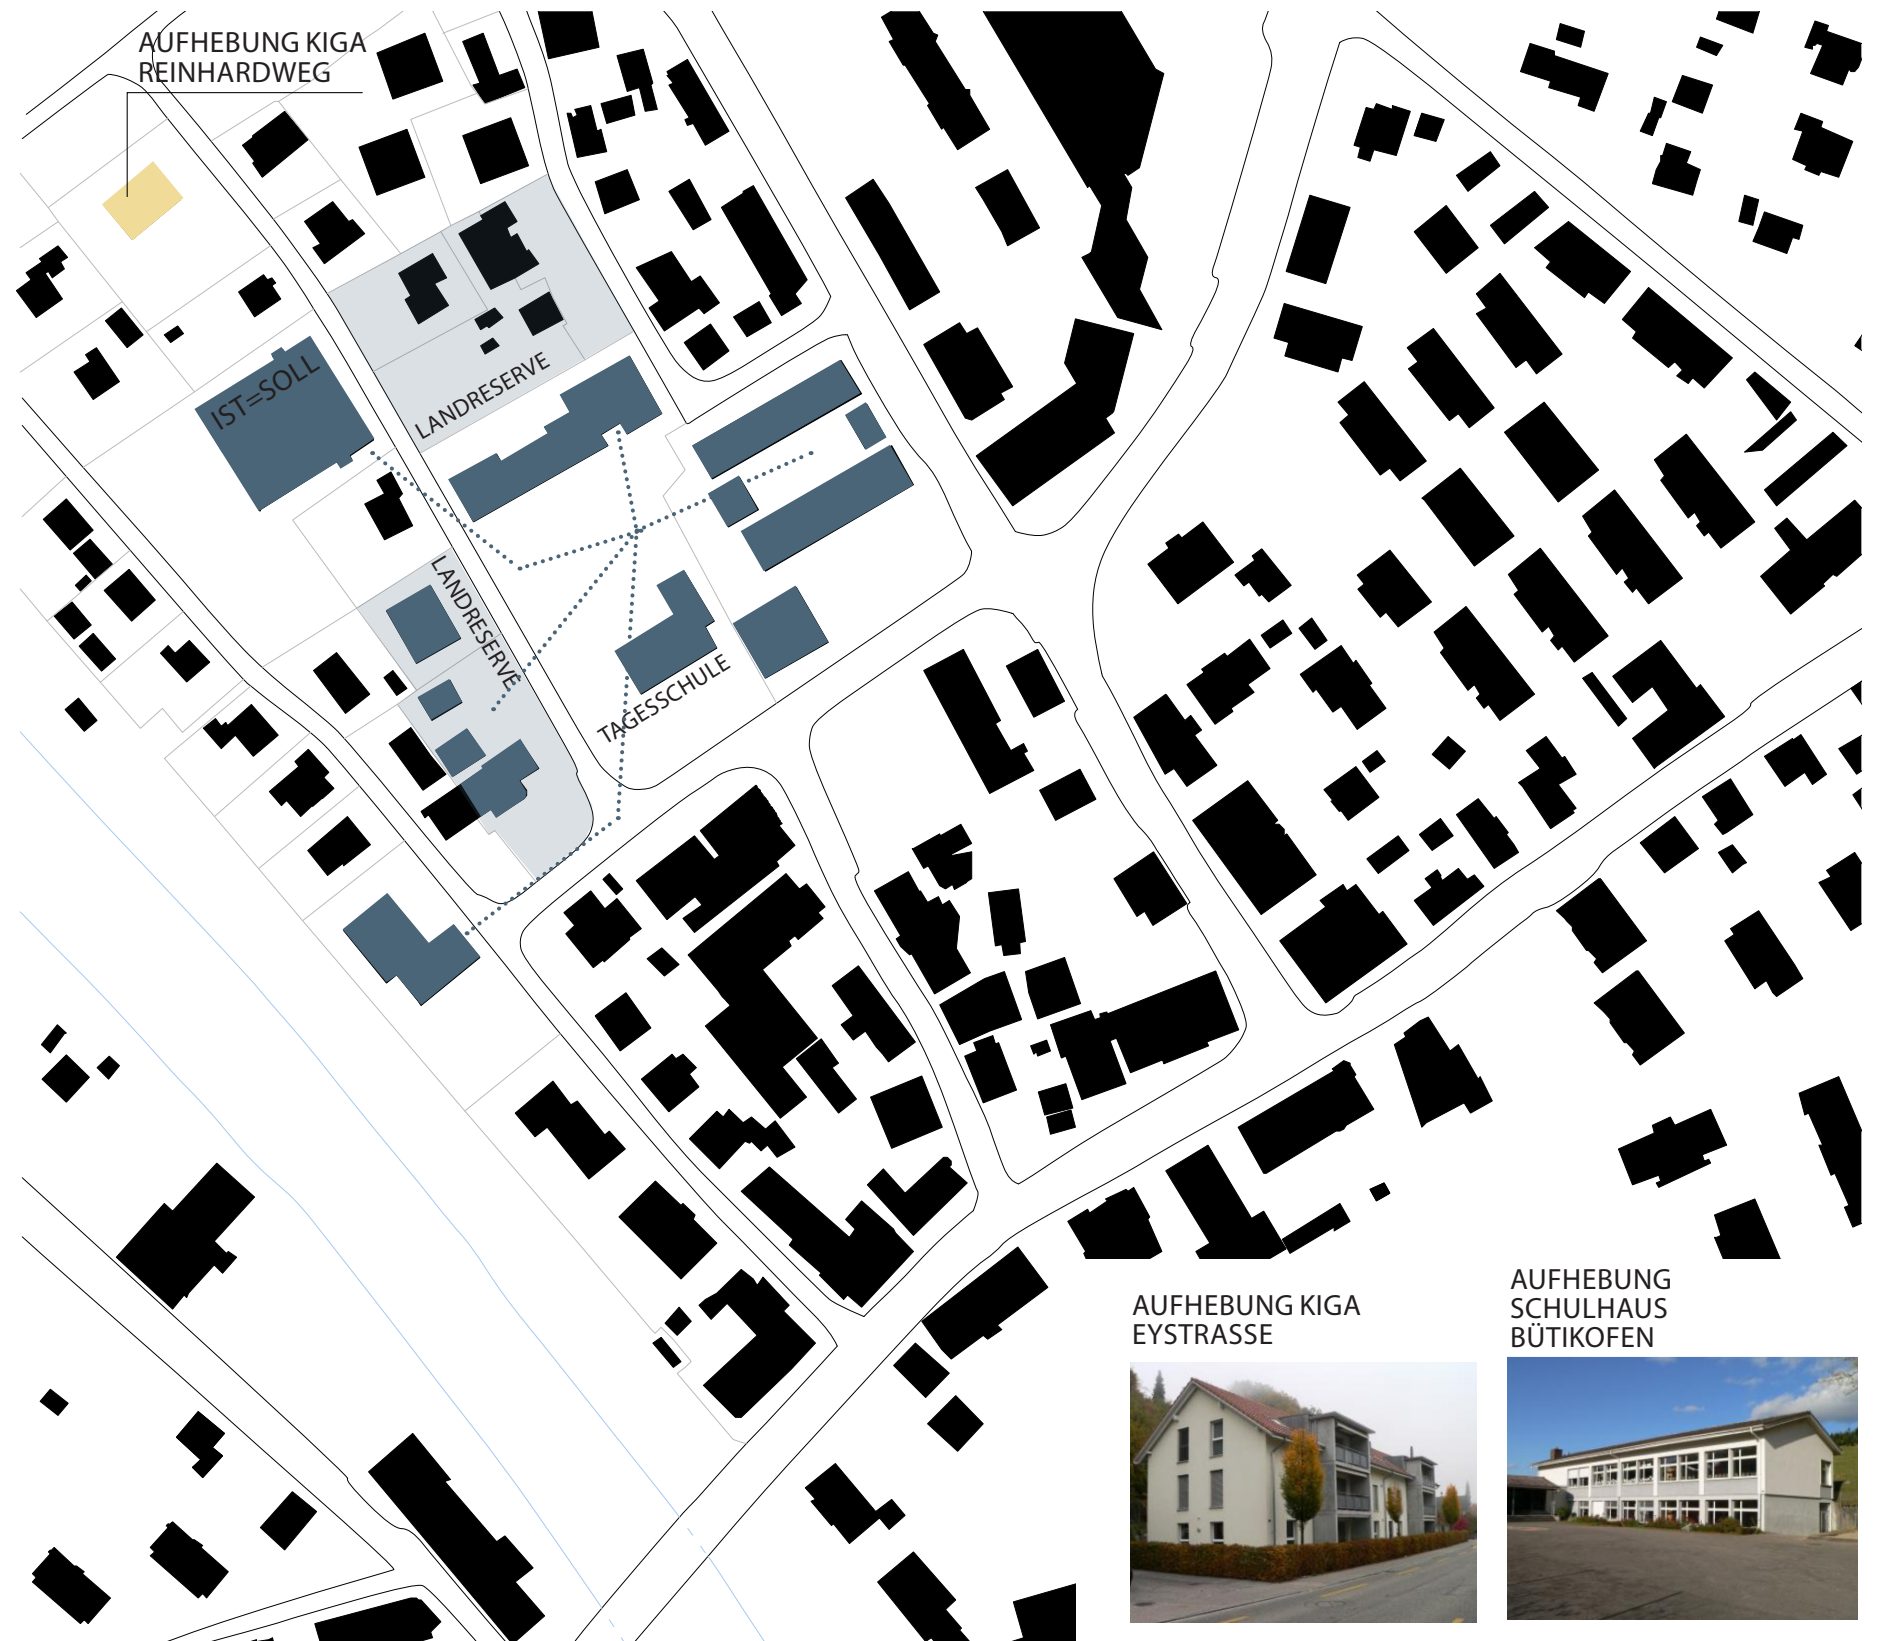 AUFHEBUNG KIGA
REINHARDWEG
IST=SOLL
LANDRESERVE
LANDRESERVE
TAGESSCHULE
AUFHEBUNG KIGA
EYSTRASSE
AUFHEBUNG
SCHULHAUS
BÜTIKOFEN